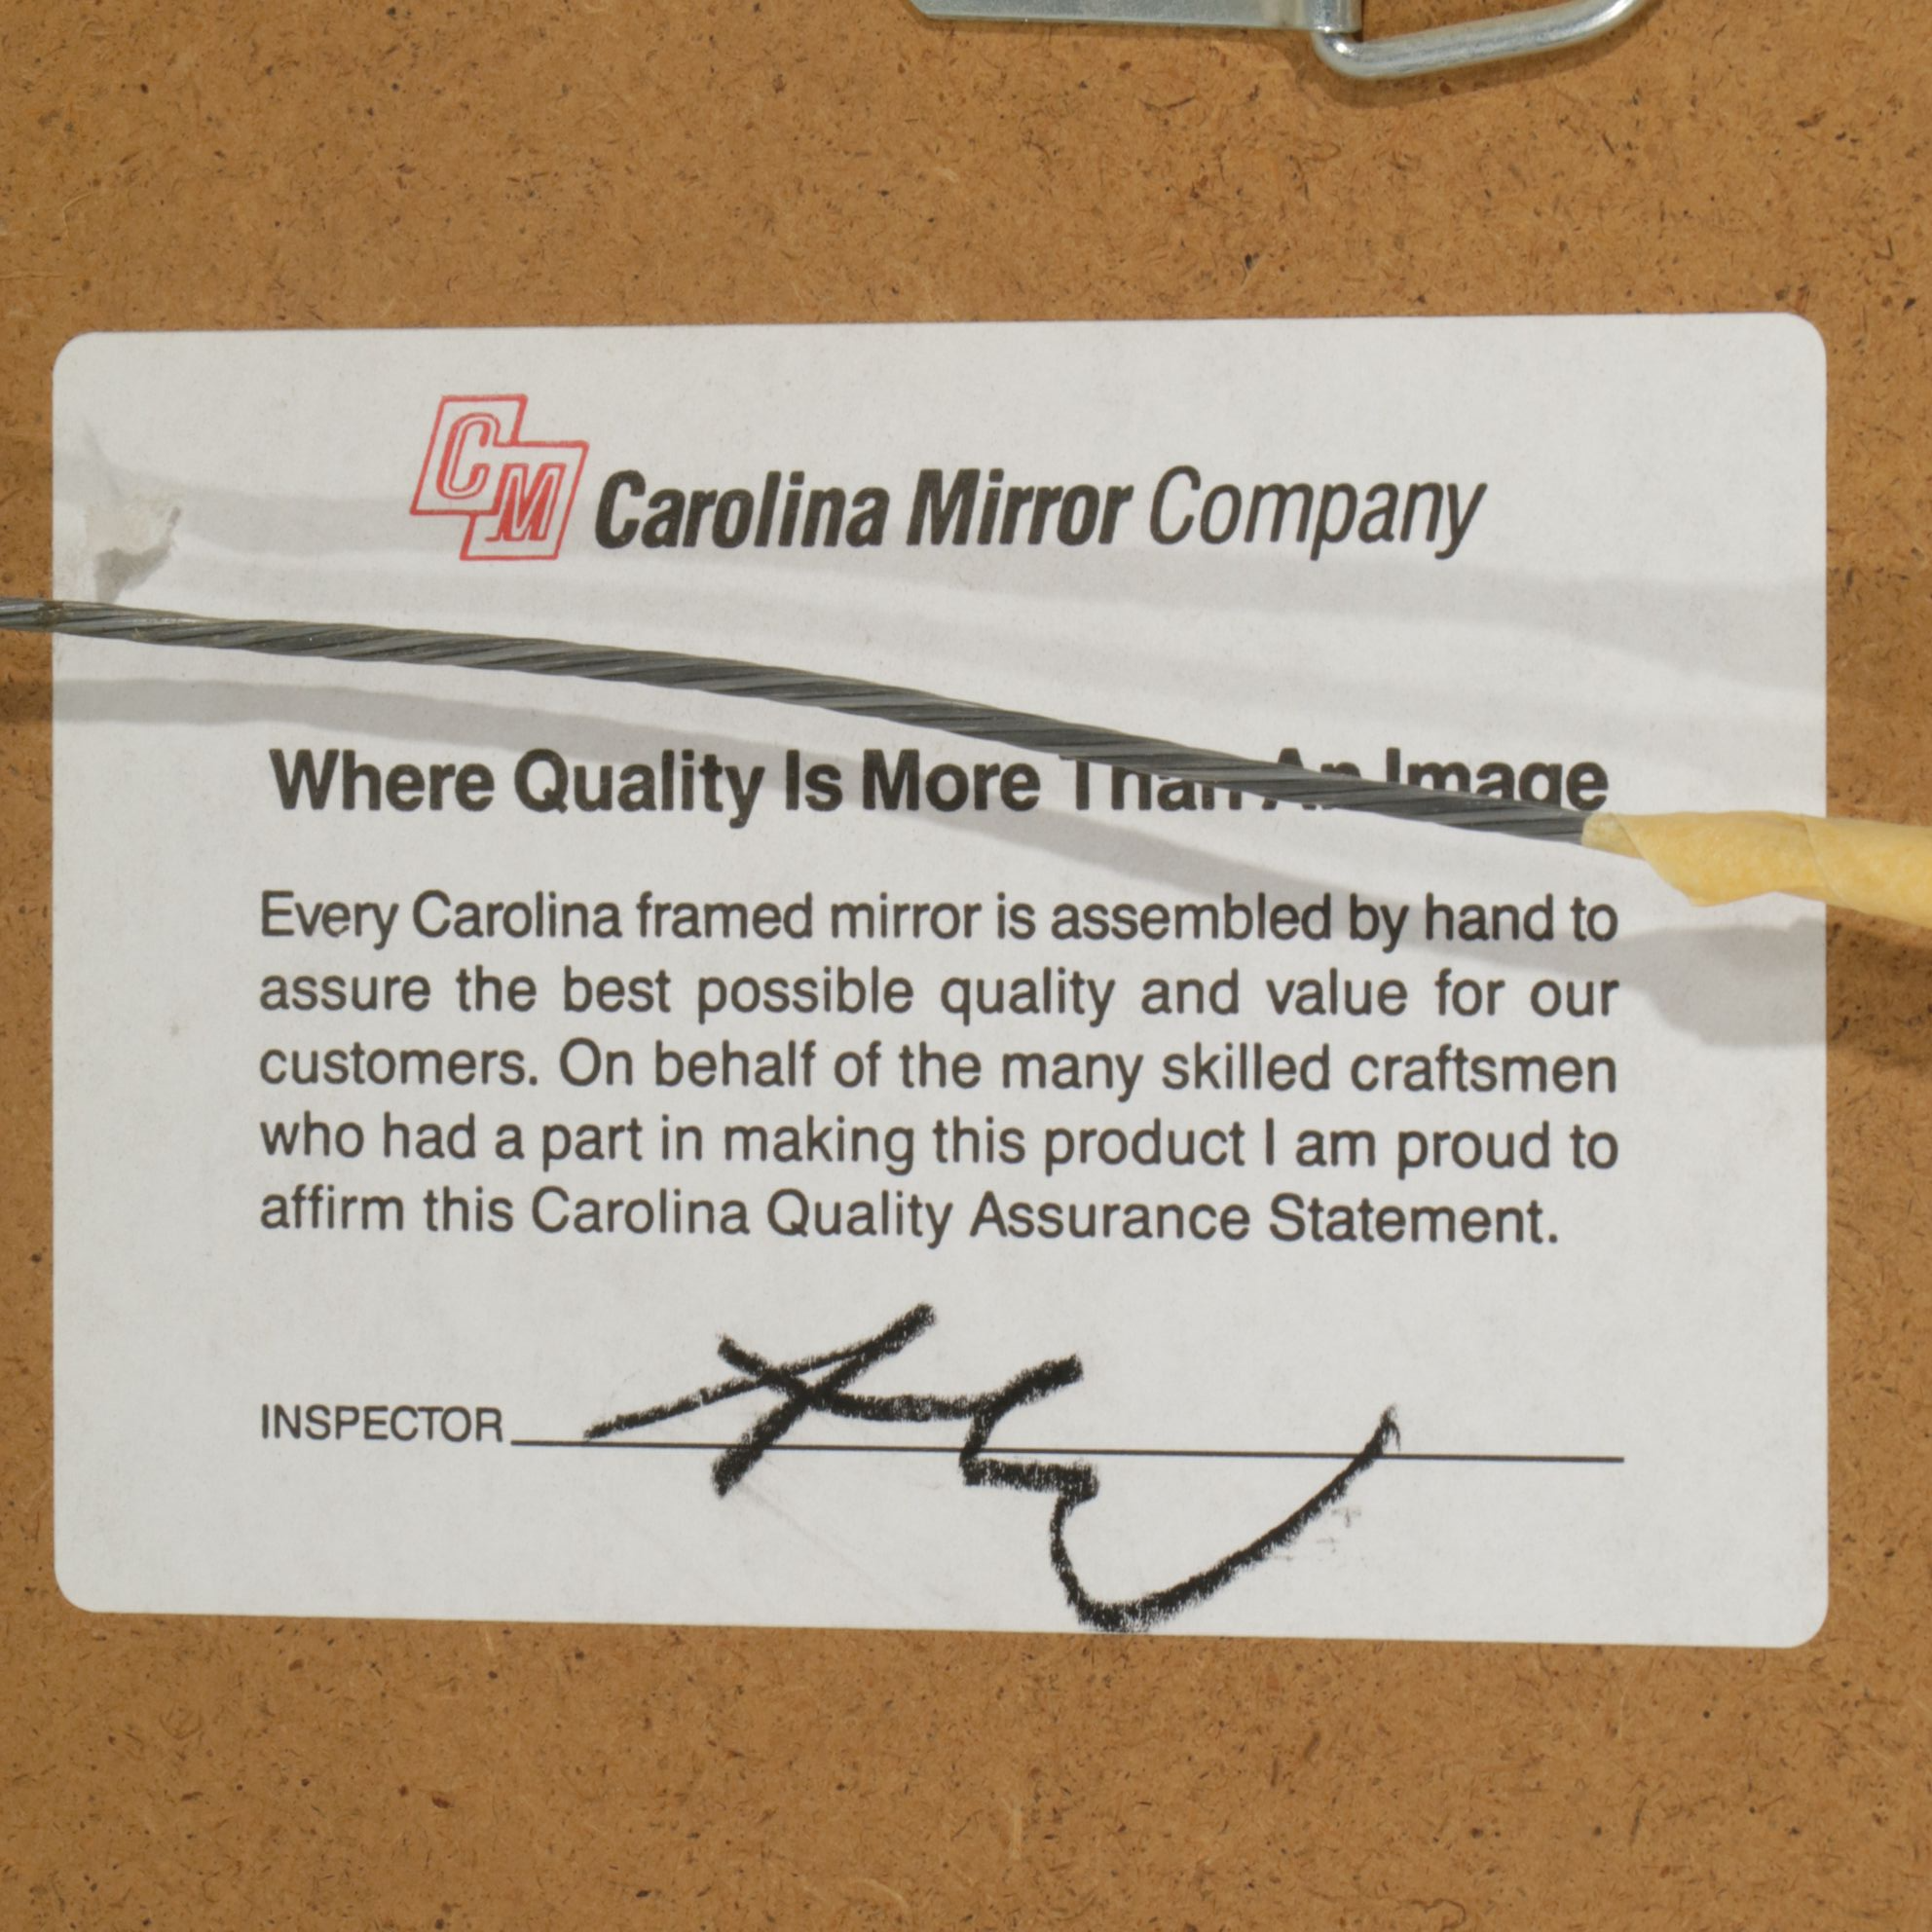 CM Carolina Mirror Company
Where Quality Is More Than An Image
Every Carolina framed mirror is assembled by hand to
assure the best possible quality and value for our
customers. On behalf of the many skilled craftsmen
who had a part in making this product I am proud to
affirm this Carolina Quality Assurance Statement.
INSPECTOR